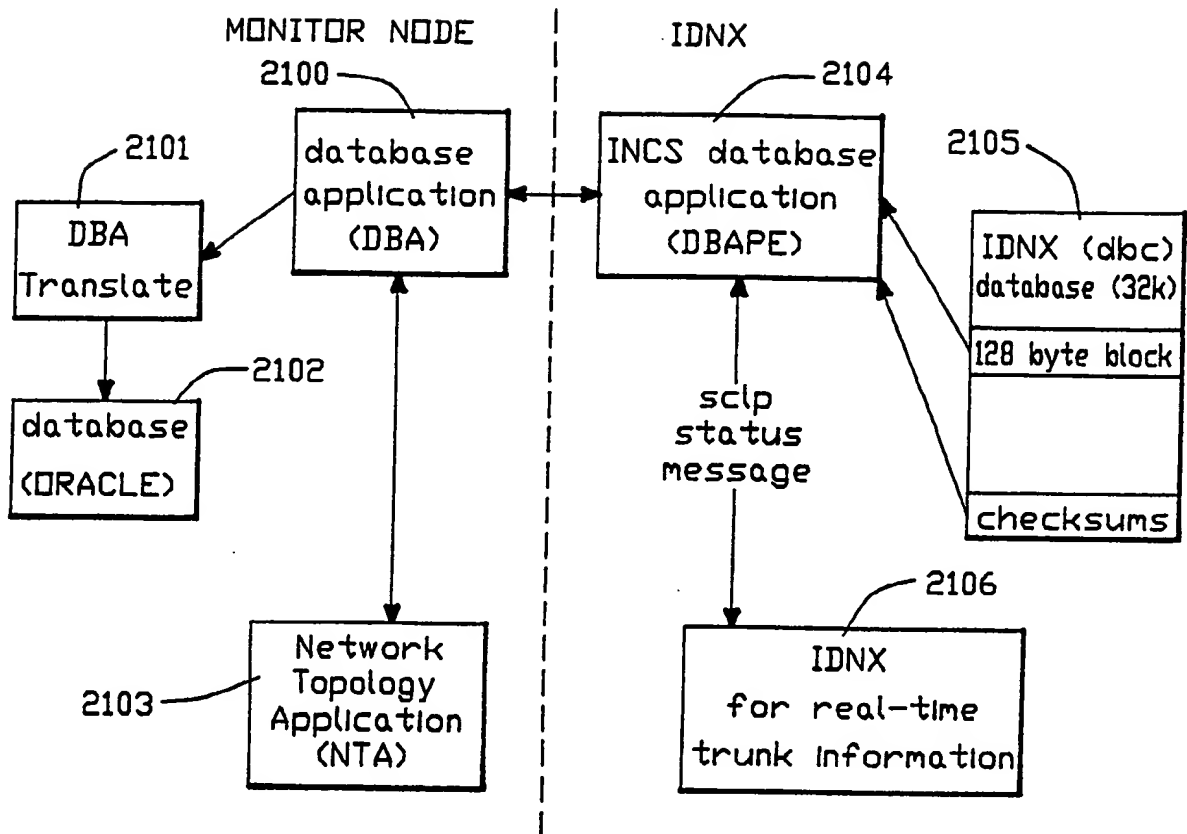 MONITOR NODE
IDNX
2100
2104
2101
2105
database
application
(DBA)
INCS database
application
(DBAPE)
DBA
Translate
IDNX (dbc)
database (32k)
128 byte block
checksums
2102
database
(ORACLE)
sclp
status
message
2106
2103
Network
Topology
Application
(NTA)
IDNX
for real-time
trunk information